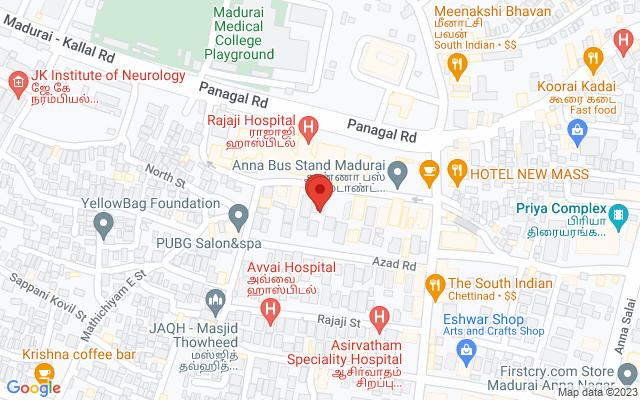 Madurai
Medical
College
Playground
Meenakshi Bhavan
மீனாட்சி
பவன்
South Indian · $$
Madurai - Kallal Rd
JK Institute of Neurology
ஜே கே
நரம்பியல்...
Panagal Rd
Panagal Rd
Koorai Kadai
கூரை கடை
Fast food
Rajaji Hospital
ராஜாஜி
ஹாஸ்பிடல்
Anna Bus Stand Madurai
HOTEL NEW MASS
North St
YellowBag Foundation
PUBG Salon&spa
Priya Complex
பிரியா
திரையரங்க...
Azad Rd
Avvai Hospital
அவ்வை
ஹாஸ்பிடல்
The South Indian
Chettinad · $$
Sappani Kovil St
Mathichiyam E St
Rajaji St
Anna Salai
JAQH - Masjid
Thowheed
மஸ்ஜித்
தவ்ஹித்...
Eshwar Shop
Arts and Crafts Shop
Asirvatham
Speciality Hospital
ஆசிர்வாதம்
சிறப்பு...
Krishna coffee bar
Firstcry.com Store
Madurai Anna Nagar
Google
Map data ©2023